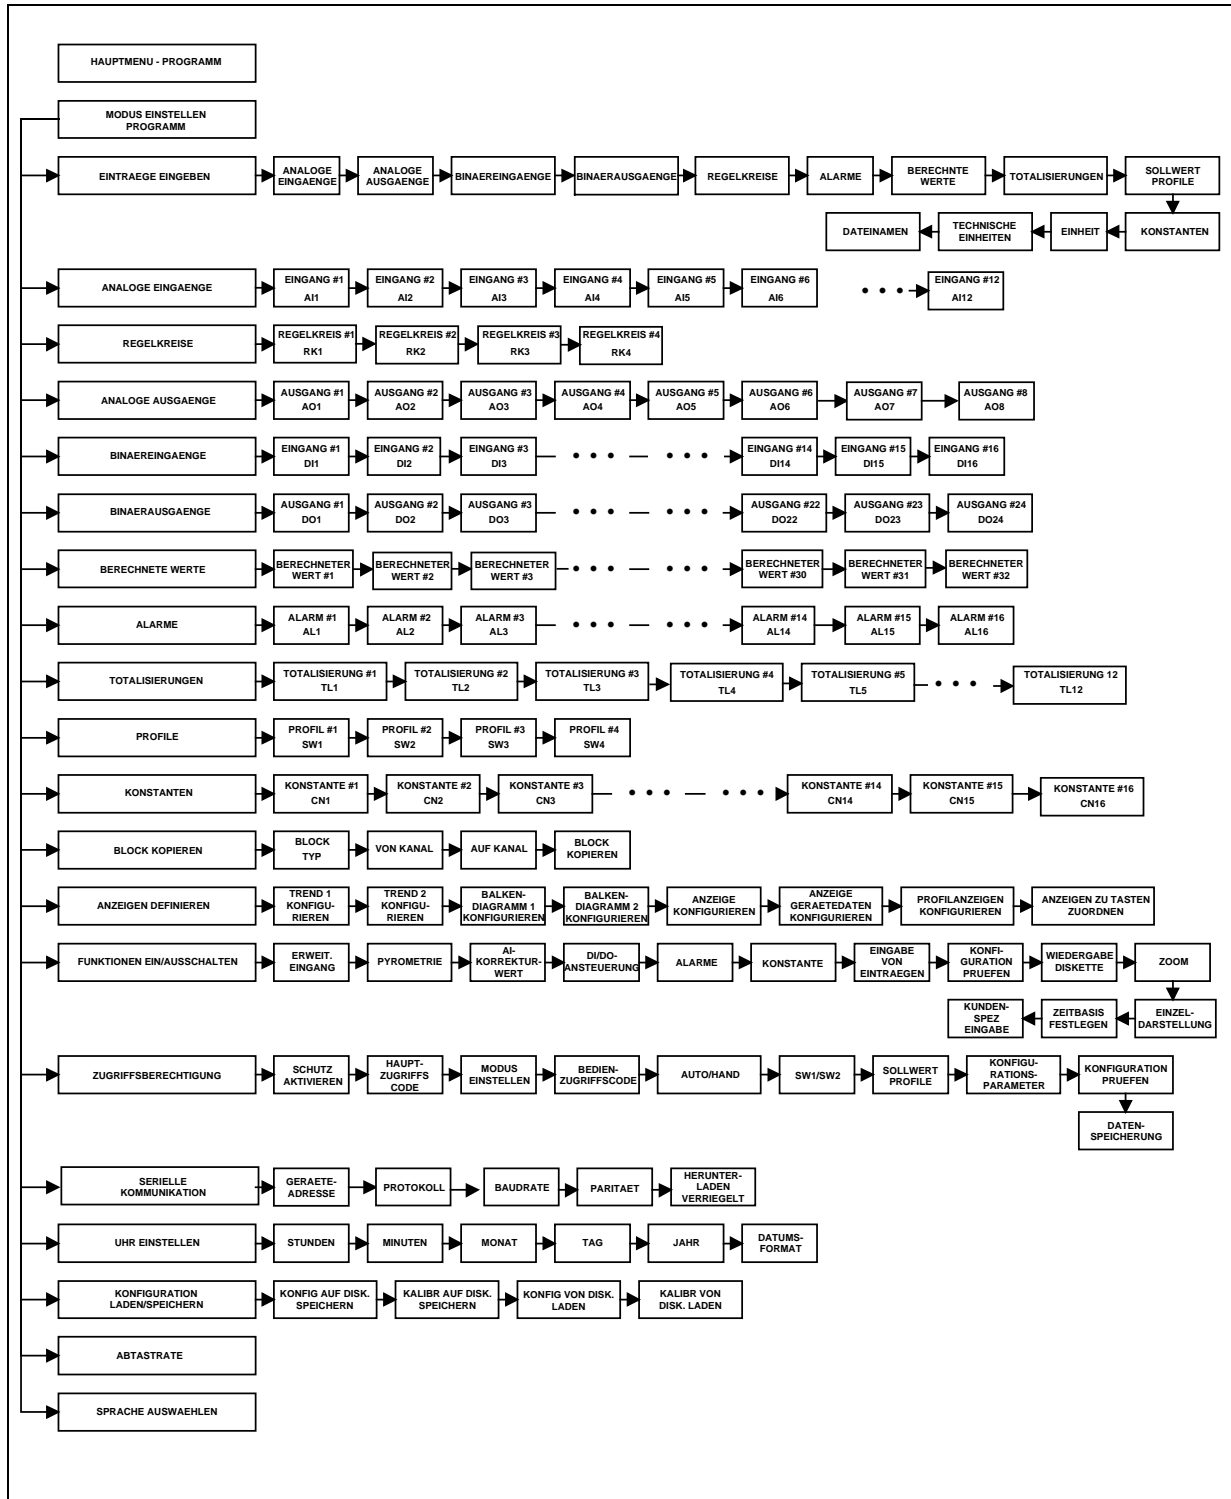 HAUPTMENU - PROGRAMM
MODUS EINSTELLEN
PROGRAMM
EINTRAEGE EINGEBEN
ANALOGE
EINGAENGE
ANALOGE
AUSGAENGE
BINAEREINGAENGE
BINAERAUSGAENGE
REGELKREISE
ALARME
BERECHNTE
WERTE
TOTALISIERUNGEN
SOLLWERT
PROFILE
DATEINAMEN
TECHNISCHE
EINHEITEN
EINHEIT
KONSTANTEN
ANALOGE EINGAENGE
EINGANG #1
AI1
EINGANG #2
AI2
EINGANG #3
AI3
EINGANG #4
AI4
EINGANG #5
AI5
EINGANG #6
AI6
• • •
EINGANG #12
AI12
REGELKREISE
REGELKREIS #1
RK1
REGELKREIS #2
RK2
REGELKREIS #3
RK3
REGELKREIS #4
RK4
ANALOGE AUSGAENGE
AUSGANG #1
AO1
AUSGANG #2
AO2
AUSGANG #3
AO3
AUSGANG #4
AO4
AUSGANG #5
AO5
AUSGANG #6
AO6
AUSGANG #7
AO7
AUSGANG #8
AO8
BINAEREINGAENGE
EINGANG #1
DI1
EINGANG #2
DI2
EINGANG #3
DI3
• • • — • • •
EINGANG #14
DI14
EINGANG #15
DI15
EINGANG #16
DI16
BINAERAUSGAENGE
AUSGANG #1
DO1
AUSGANG #2
DO2
AUSGANG #3
DO3
• • • — • • •
AUSGANG #22
DO22
AUSGANG #23
DO23
AUSGANG #24
DO24
BERECHNETE WERTE
BERECHNETER
WERT #1
BERECHNETER
WERT #2
BERECHNETER
WERT #3
• • • — • • •
BERECHNETER
WERT #30
BERECHNETER
WERT #31
BERECHNETER
WERT #32
ALARME
ALARM #1
AL1
ALARM #2
AL2
ALARM #3
AL3
• • • — • • •
ALARM #14
AL14
ALARM #15
AL15
ALARM #16
AL16
TOTALISIERUNGEN
TOTALISIERUNG #1
TL1
TOTALISIERUNG #2
TL2
TOTALISIERUNG #3
TL3
TOTALISIERUNG #4
TL4
TOTALISIERUNG #5
TL5
• • •
TOTALISIERUNG 12
TL12
PROFILE
PROFIL #1
SW1
PROFIL #2
SW2
PROFIL #3
SW3
PROFIL #4
SW4
KONSTANTEN
KONSTANTE #1
CN1
KONSTANTE #2
CN2
KONSTANTE #3
CN3
• • • — • • •
KONSTANTE #14
CN14
KONSTANTE #15
CN15
KONSTANTE #16
CN16
BLOCK KOPIEREN
BLOCK
TYP
VON KANAL
AUF KANAL
BLOCK
KOPIEREN
ANZEIGEN DEFINIEREN
TREND 1
KONFIGU-
RIEREN
TREND 2
KONFIGU-
RIEREN
BALKEN-
DIAGRAMM 1
KONFIGURIEREN
BALKEN-
DIAGRAMM 2
KONFIGURIEREN
ANZEIGE
KONFIGURIEREN
ANZEIGE
GERAETEDATEN
KONFIGURIEREN
PROFILANZEIGEN
KONFIGURIEREN
ANZEIGEN ZU TASTEN
ZUORDNEN
FUNKTIONEN EIN/AUSSCHALTEN
ERWEIT.
EINGANG
PYROMETRIE
AI-
KORREKTUR-
WERT
DI/DO-
ANSTEUERUNG
ALARME
KONSTANTE
EINGABE
VON
EINTRAEGEN
KONFI-
GURATION
PRUEFEN
WIEDERGABE
DISKETTE
ZOOM
KUNDEN-
SPEZ
EINGABE
ZEITBASIS
FESTLEGEN
EINZEL-
DARSTELLUNG
ZUGRIFFSBERECHTIGUNG
SCHUTZ
AKTIVIEREN
HAUPT-
ZUGRIFFS
CODE
MODUS
EINSTELLEN
BEDIEN-
ZUGRIFFSCODE
AUTO/HAND
SW1/SW2
SOLLWERT
PROFILE
KONFIGU-
RATIONS-
PARAMETER
KONFIGURATION
PRUEFEN
DATEN-
SPEICHERUNG
SERIELLE
KOMMUNIKATION
GERAETE-
ADRESSE
PROTOKOLL
BAUDRATE
PARITAET
HERUNTER-
LADEN
VERRIEGELT
UHR EINSTELLEN
STUNDEN
MINUTEN
MONAT
TAG
JAHR
DATUMS-
FORMAT
KONFIGURATION
LADEN/SPEICHERN
KONFIG AUF DISK.
SPEICHERN
KALIBR AUF DISK.
SPEICHERN
KONFIG VON DISK.
LADEN
KALIBR VON
DISK. LADEN
ABTASTRATE
SPRACHE AUSWAEHLEN